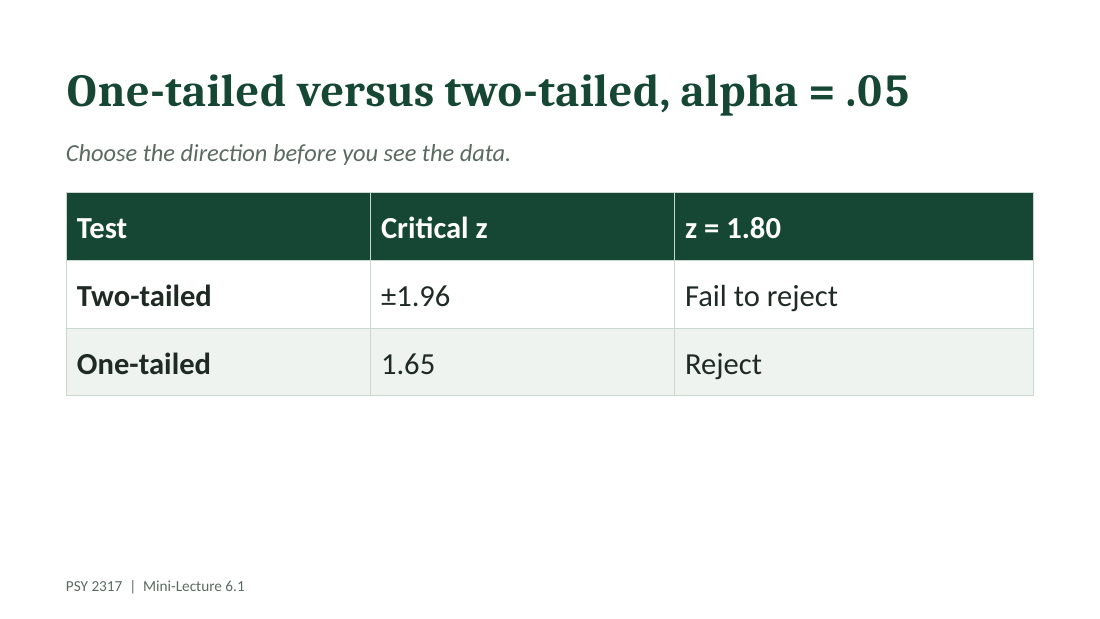 One-tailed versus two-tailed, alpha = .05
Choose the direction before you see the data.
Test Critical z z = 1.80
Two-tailed ±1.96 Fail to reject
One-tailed 1.65 Reject
PSY 2317 | Mini-Lecture 6.1